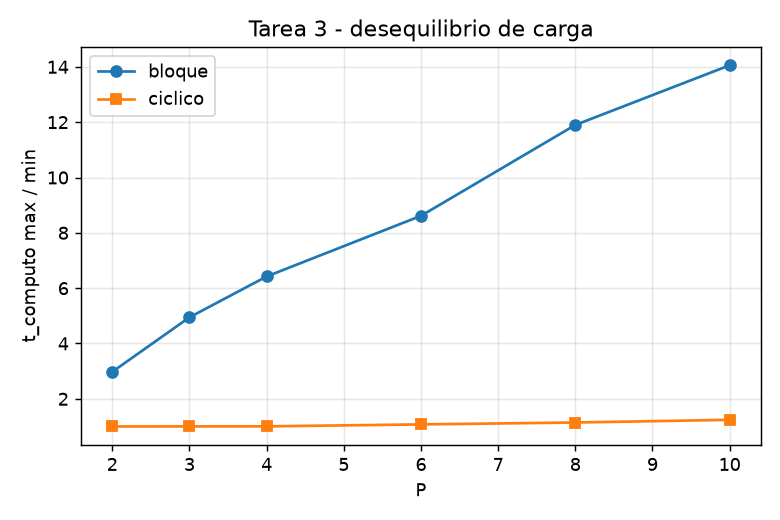 Tarea 3 - desequilibrio de carga
bloque
ciclico
t_computo max / min
14
12
10
8
6
4
2
2 3 4 5 6 7 8 9 10
P